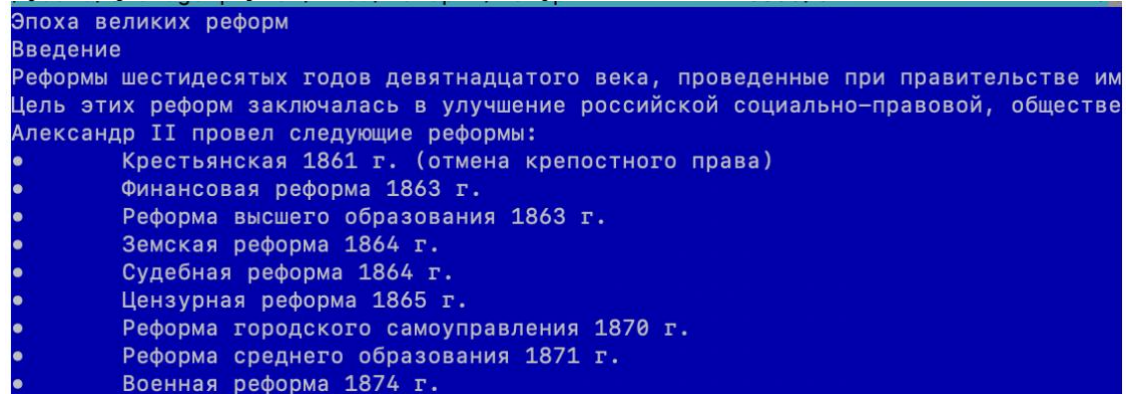 Эпоха великих реформ
Введение
Реформы шестидесятых годов девятнадцатого века, проведенные при правительстве им
Цель этих реформ заключалась в улучшение российской социально-правовой, обществе
Александр II провел следующие реформы:
• Крестьянская 1861 г. (отмена крепостного права)
• Финансовая реформа 1863 г.
• Реформа высшего образования 1863 г.
• Земская реформа 1864 г.
• Судебная реформа 1864 г.
• Цензурная реформа 1865 г.
• Реформа городского самоуправления 1870 г.
• Реформа среднего образования 1871 г.
• Военная реформа 1874 г.